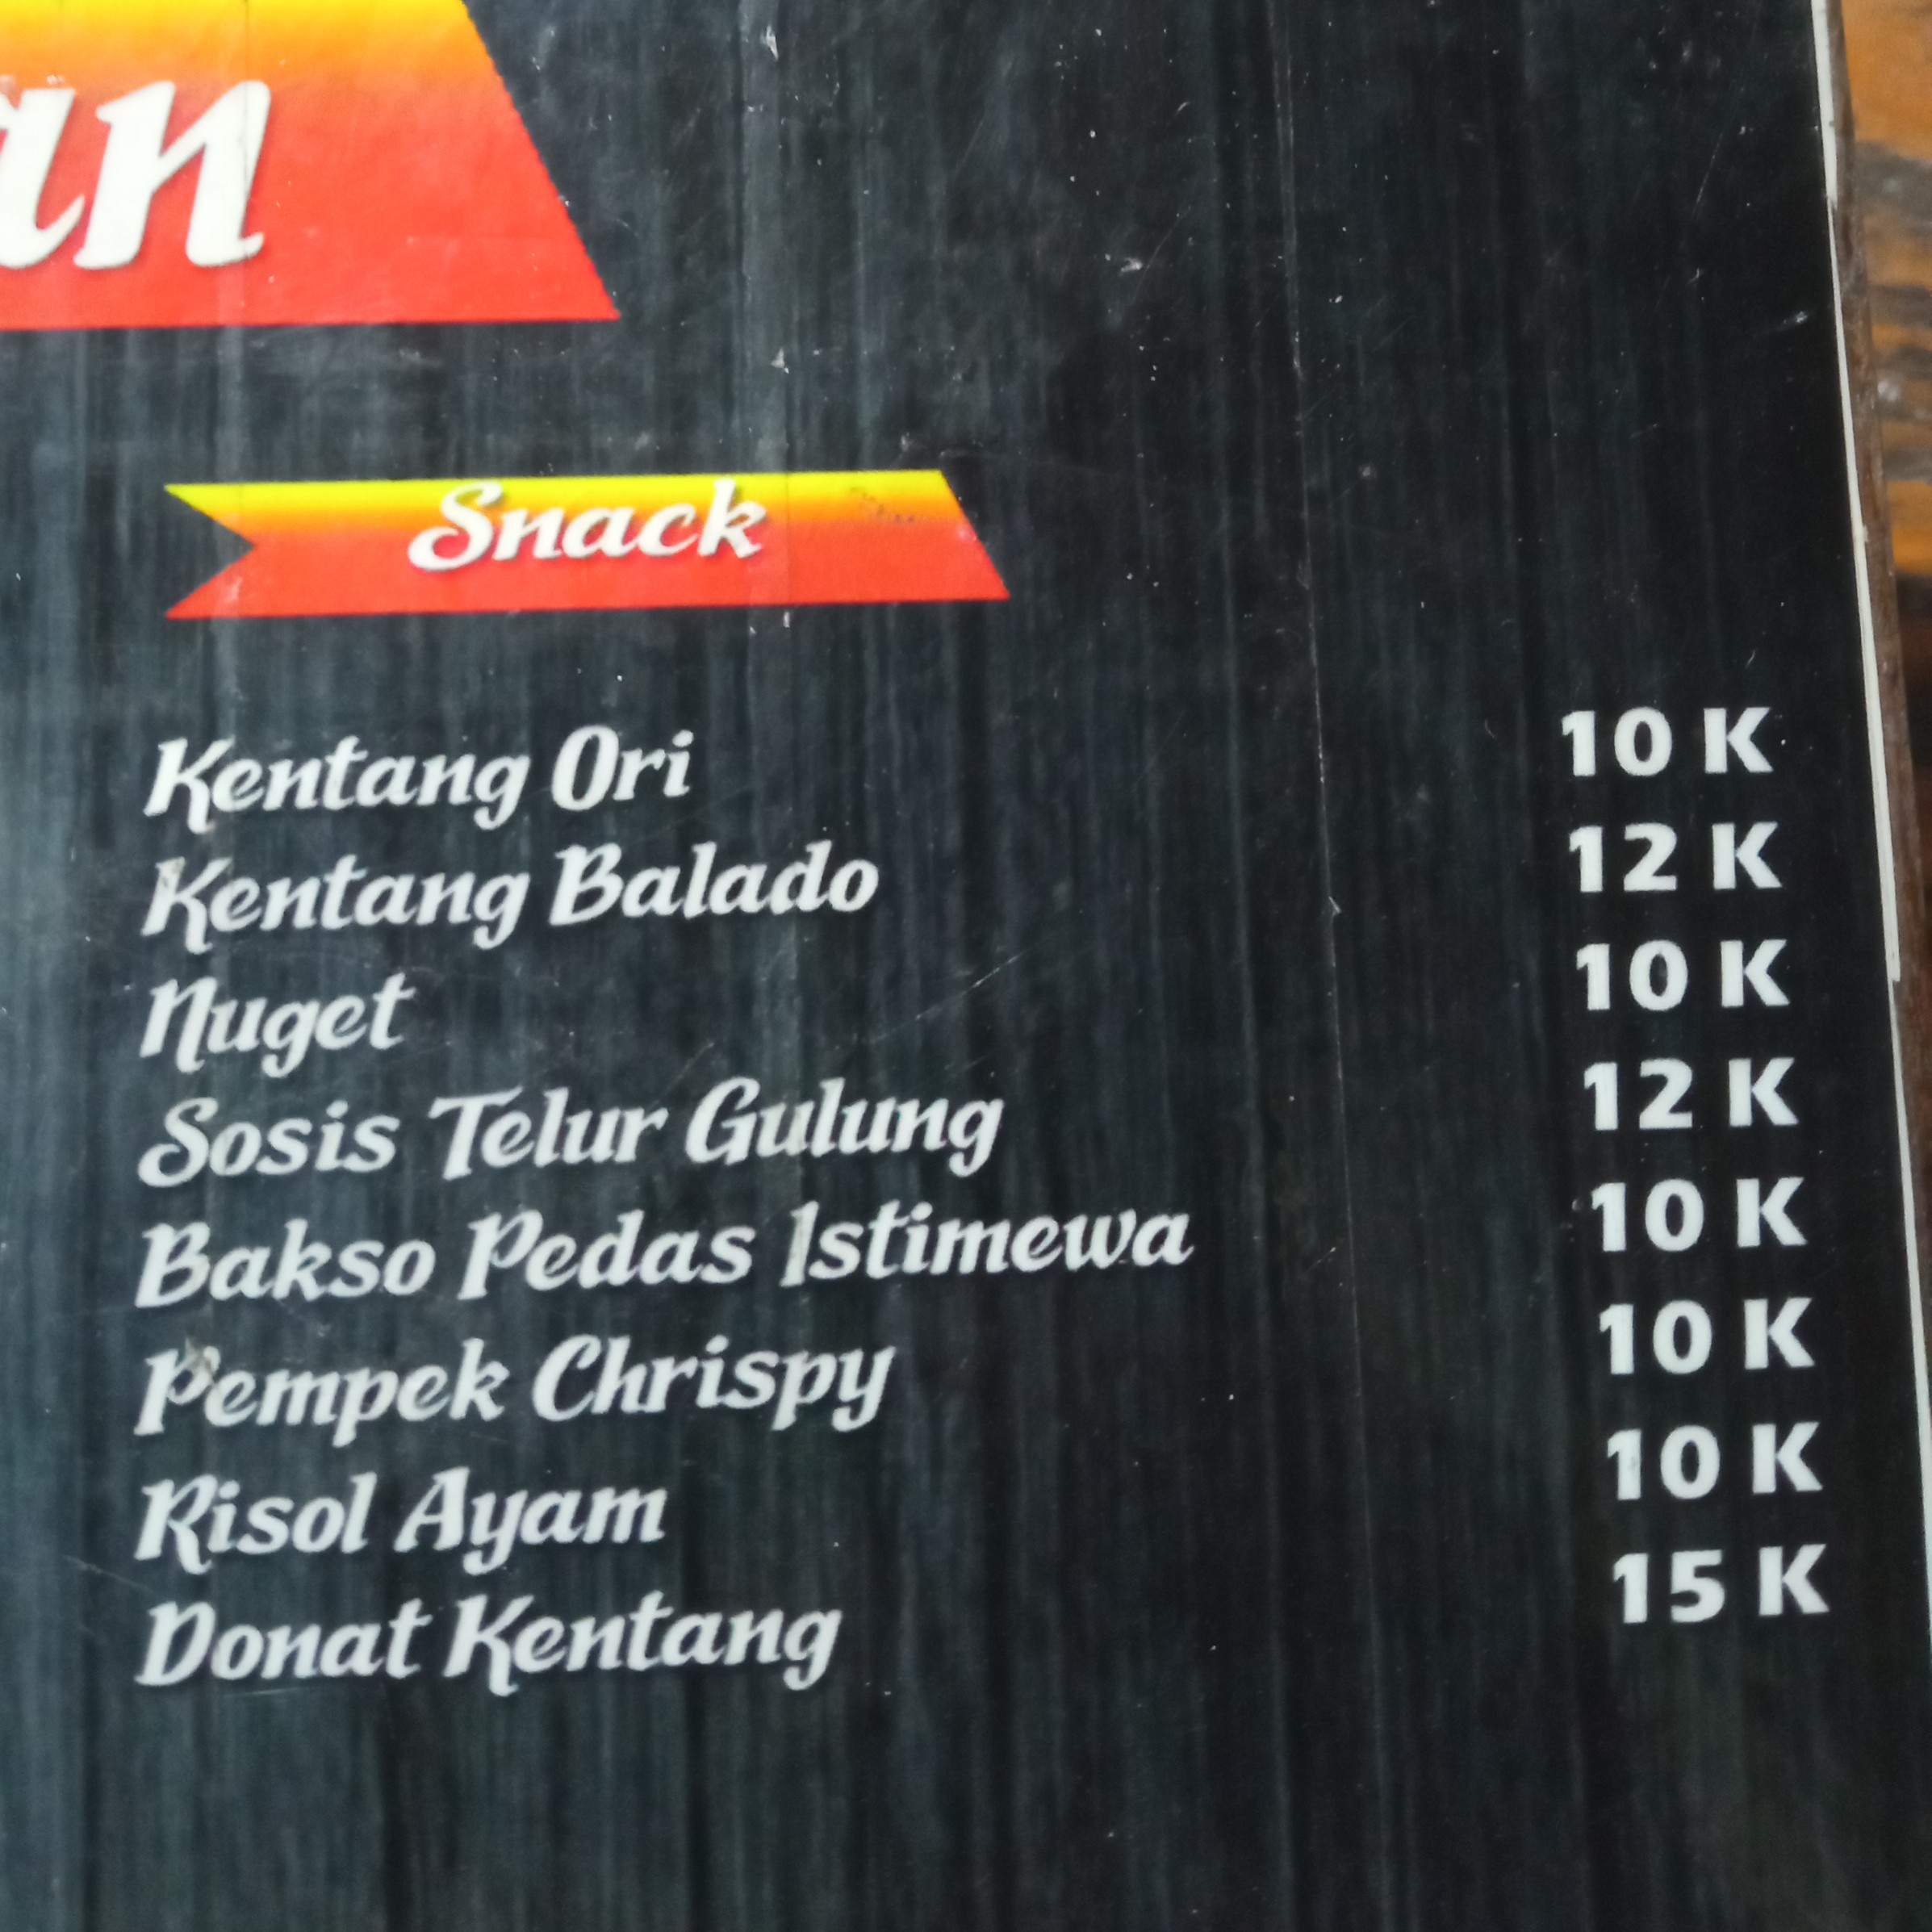 an
Snack
Kentang Ori 10 K
Kentang Balado 12 K
Nuget 10 K
Sosis Telur Gulung 12 K
Bakso Pedas Istimewa 10 K
Pempek Chrispy 10 K
Risol Ayam 10 K
Donat Kentang 15 K